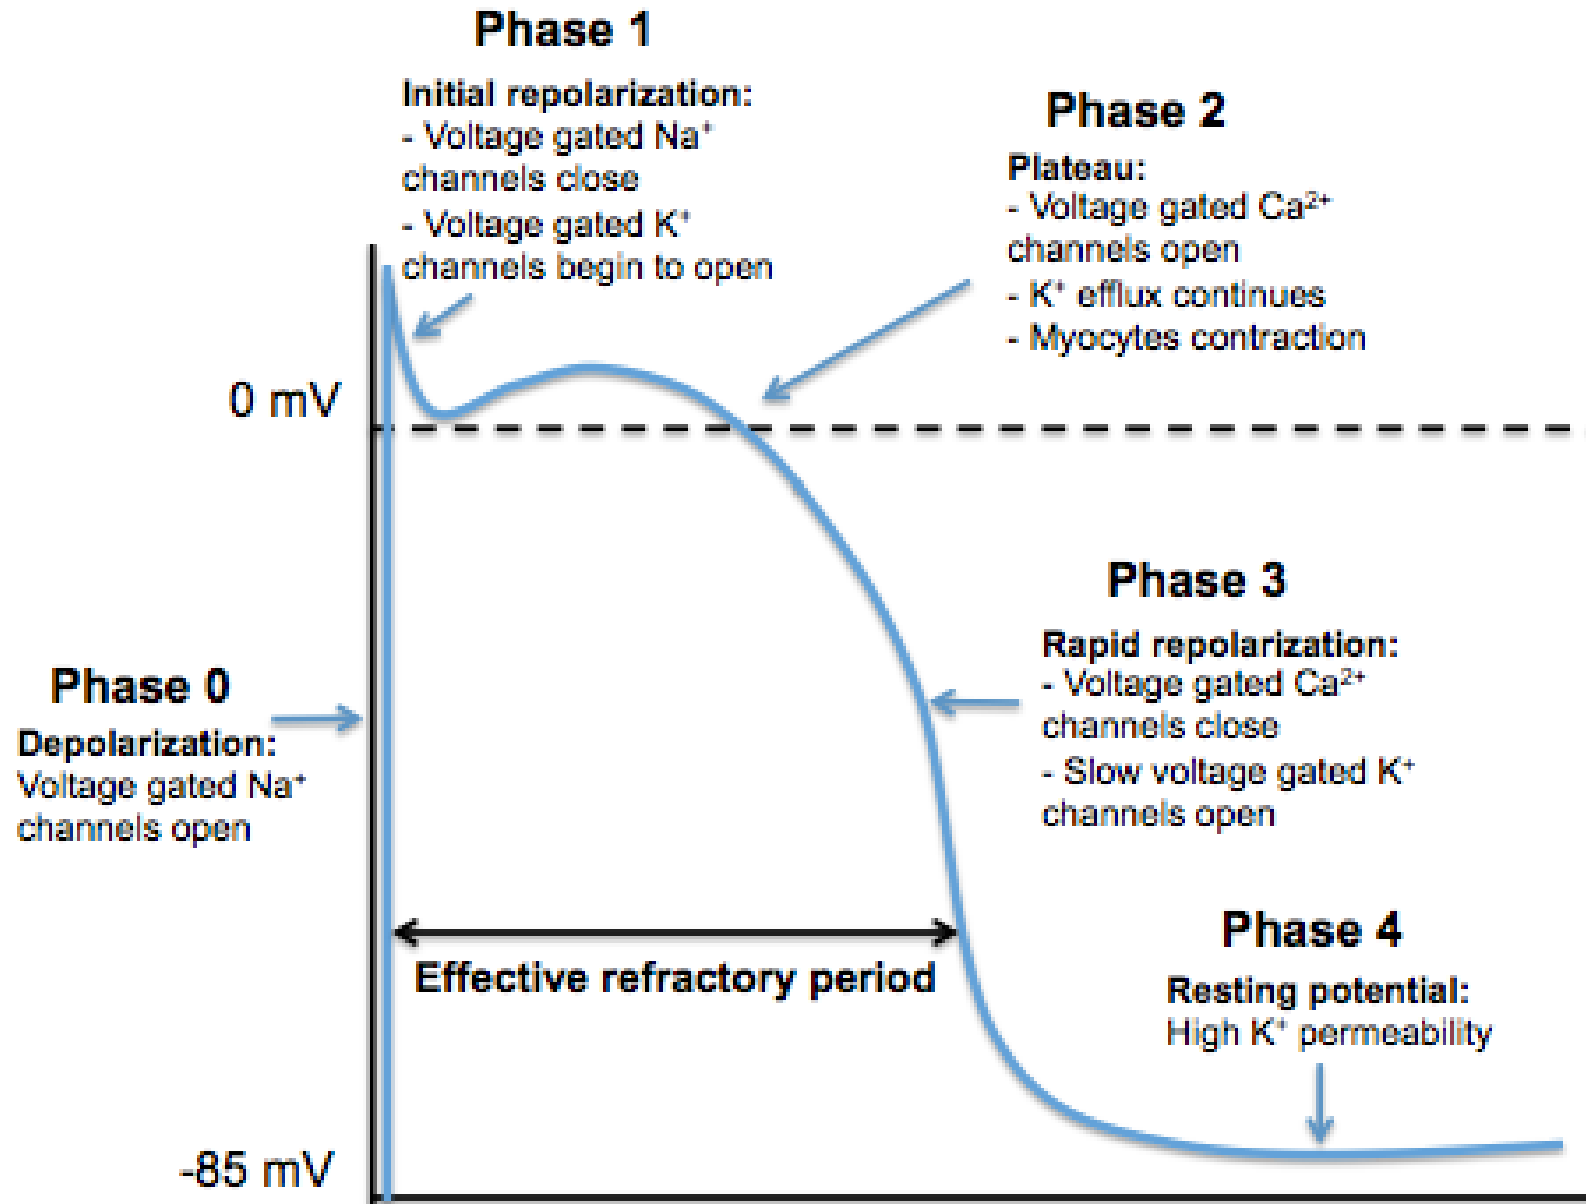 Phase 1
Initial repolarization:
- Voltage gated Na⁺
channels close
- Voltage gated K⁺
channels begin to open
Phase 2
Plateau:
- Voltage gated Ca²⁺
channels open
- K⁺ efflux continues
- Myocytes contraction
0 mV
Phase 3
Rapid repolarization:
- Voltage gated Ca²⁺
channels close
- Slow voltage gated K⁺
channels open
Phase 0
Depolarization:
Voltage gated Na⁺
channels open
Effective refractory period
Phase 4
Resting potential:
High K⁺ permeability
-85 mV